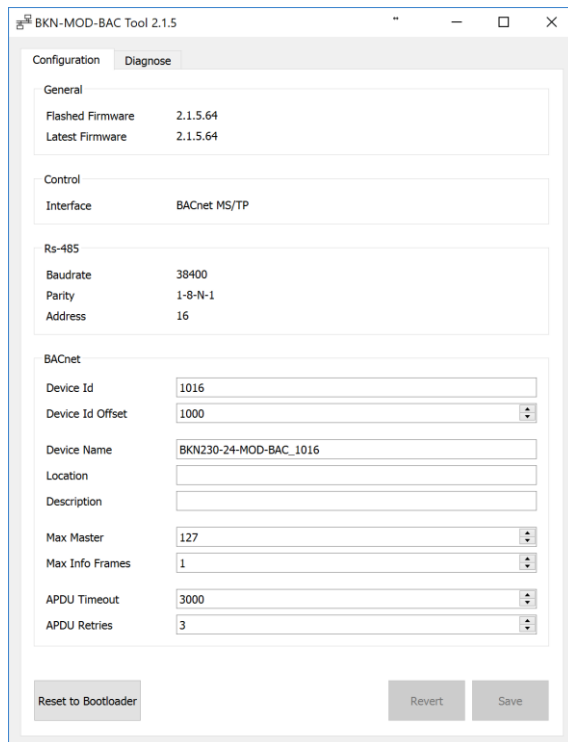 BKN-MOD-BAC Tool 2.1.5
Configuration Diagnose
General
Flashed Firmware 2.1.5.64
Latest Firmware 2.1.5.64
Control
Interface BACnet MS/TP
Rs-485
Baudrate 38400
Parity 1-8-N-1
Address 16
BACnet
Device Id 1016
Device Id Offset 1000
Device Name BKN230-24-MOD-BAC_1016
Location
Description
Max Master 127
Max Info Frames 1
APDU Timeout 3000
APDU Retries 3
Reset to Bootloader Revert Save